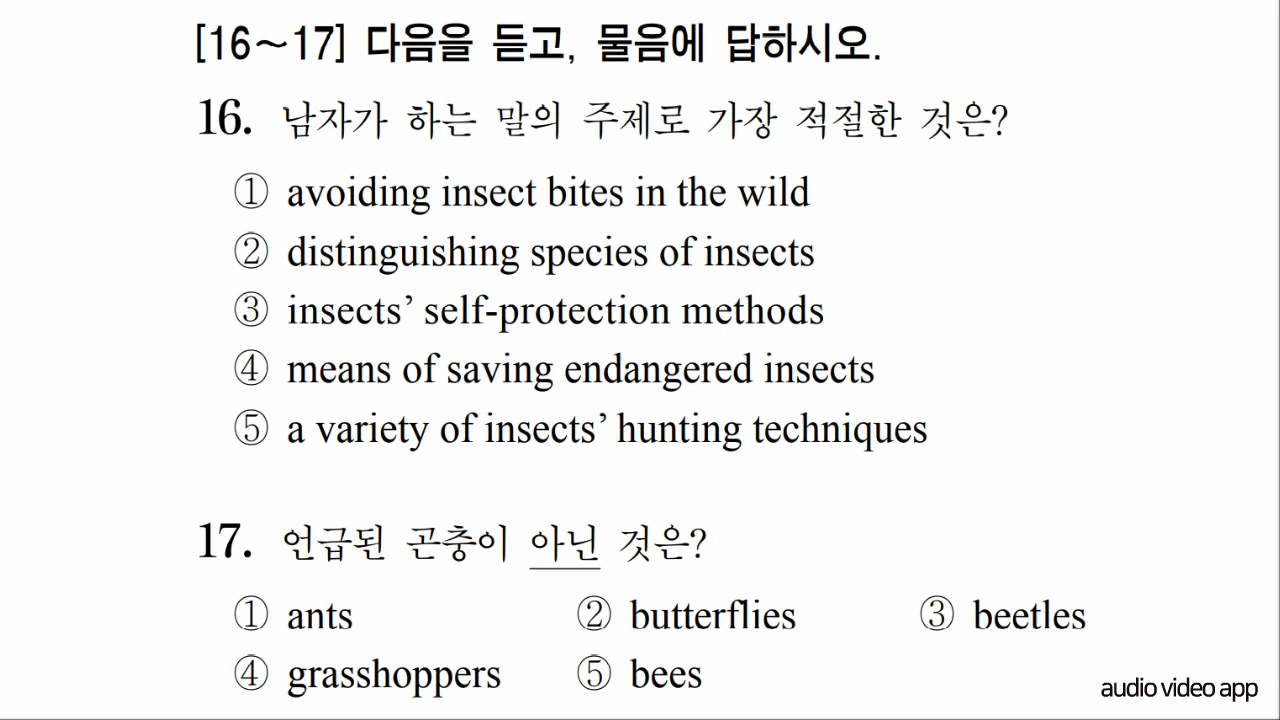 [16～17] 다음을 듣고, 물음에 답하시오.
16. 남자가 하는 말의 주제로 가장 적절한 것은?
① avoiding insect bites in the wild
② distinguishing species of insects
③ insects’ self-protection methods
④ means of saving endangered insects
⑤ a variety of insects’ hunting techniques
17. 언급된 곤충이 아닌 것은?
① ants ② butterflies ③ beetles
④ grasshoppers ⑤ bees
audio video app